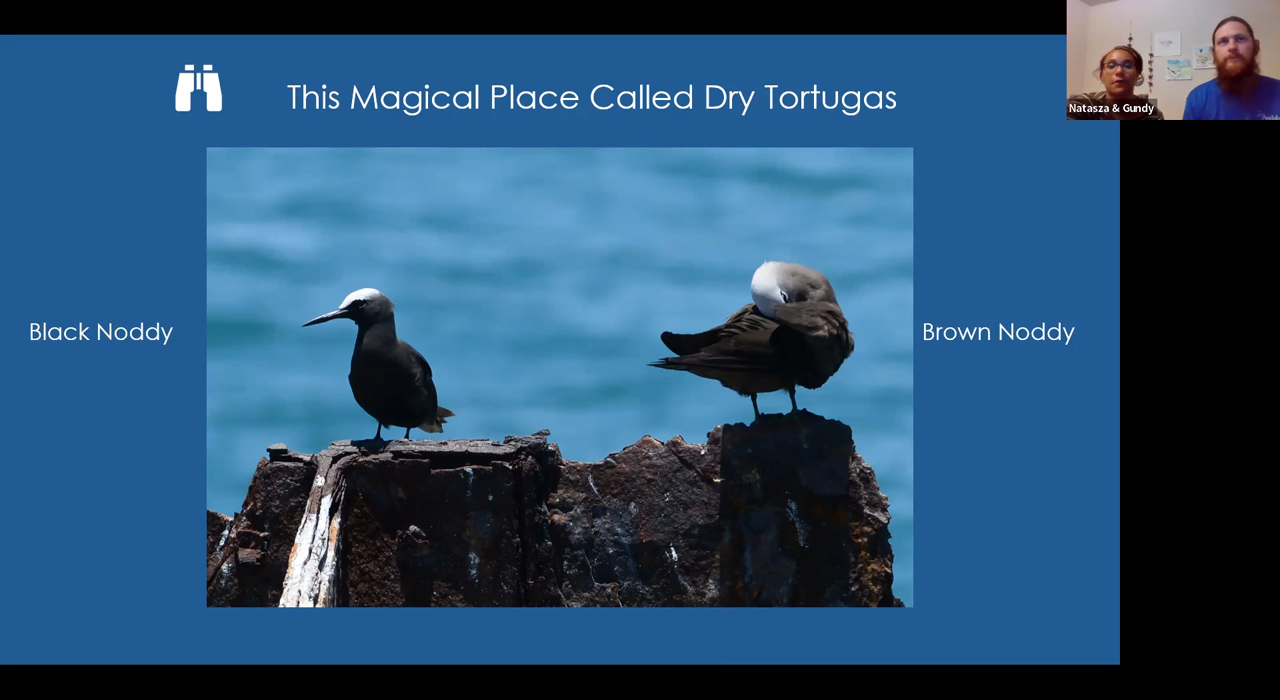 This Magical Place Called Dry Tortugas
Natasza & Gundy
Black Noddy
Brown Noddy